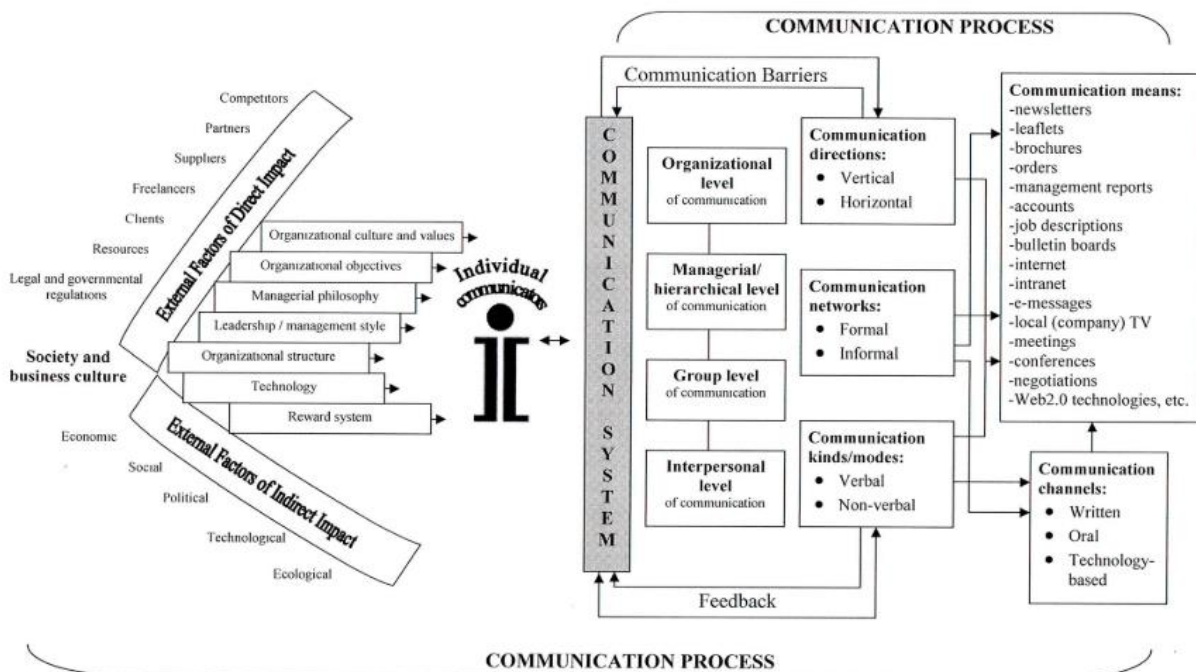 COMMUNICATION PROCESS
Competitors
Partners
Suppliers
Freelancers
Clients
Resources
Legal and governmental
regulations
External Factors of Direct Impact
Society and
business culture
Economic
Social
Political
Technological
Ecological
External Factors of Indirect Impact
Organizational culture and values
Organizational objectives
Managerial philosophy
Leadership / management style
Organizational structure
Technology
Reward system
Individual
communicators
COMMUNICATION SYSTEM
Communication Barriers
Organizational
level
of communication
Managerial/
hierarchical level
of communication
Group level
of communication
Interpersonal
level
of communication
Communication
directions:
● Vertical
● Horizontal
Communication
networks:
● Formal
● Informal
Communication
kinds/modes:
● Verbal
● Non-verbal
Feedback
Communication means:
-newsletters
-leaflets
-brochures
-orders
-management reports
-accounts
-job descriptions
-bulletin boards
-internet
-intranet
-e-messages
-local (company) TV
-meetings
-conferences
-negotiations
-Web2.0 technologies, etc.
Communication
channels:
● Written
● Oral
● Technology-
based
COMMUNICATION PROCESS